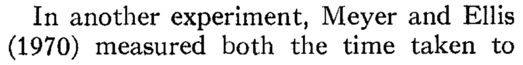 In another experiment, Meyer and Ellis
(1970) measured both the time taken to